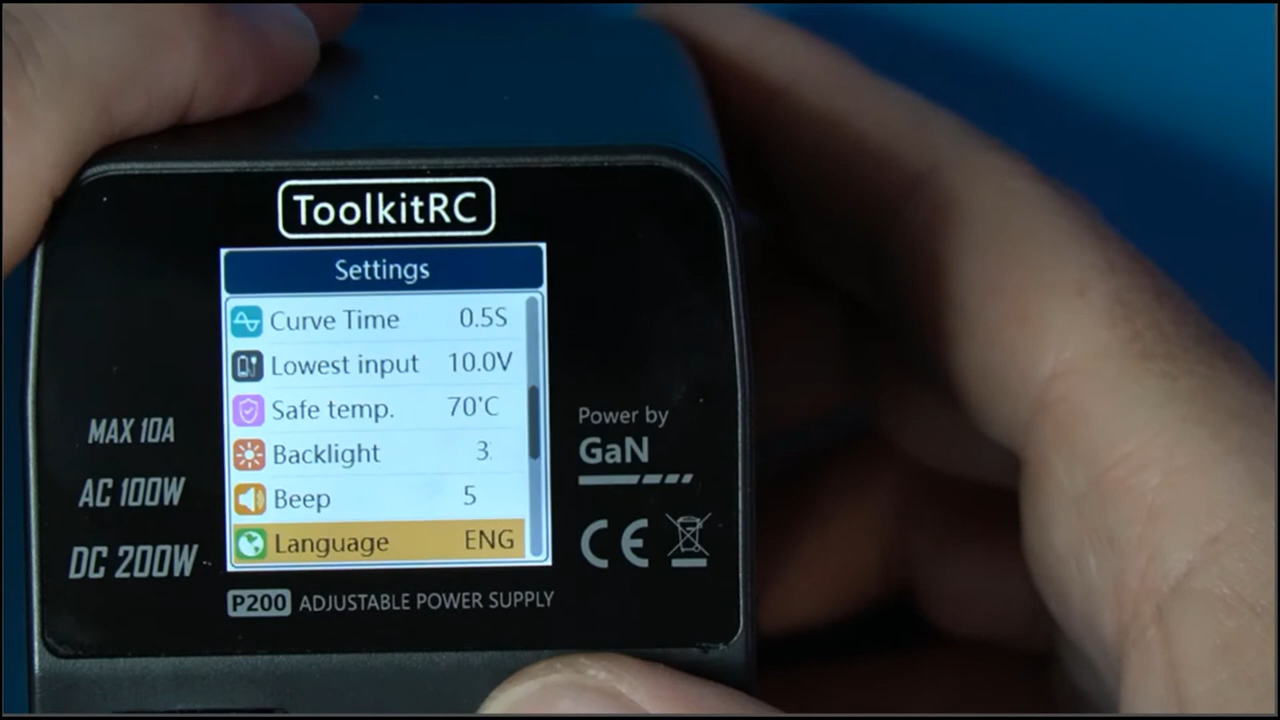 ToolkitRC
Settings
Curve Time 0.5S
Lowest input 10.0V
Safe temp. 70°C
Backlight 3
Beep 5
Language ENG
MAX 10A
AC 100W
DC 200W
Power by
GaN
CE
P200 ADJUSTABLE POWER SUPPLY